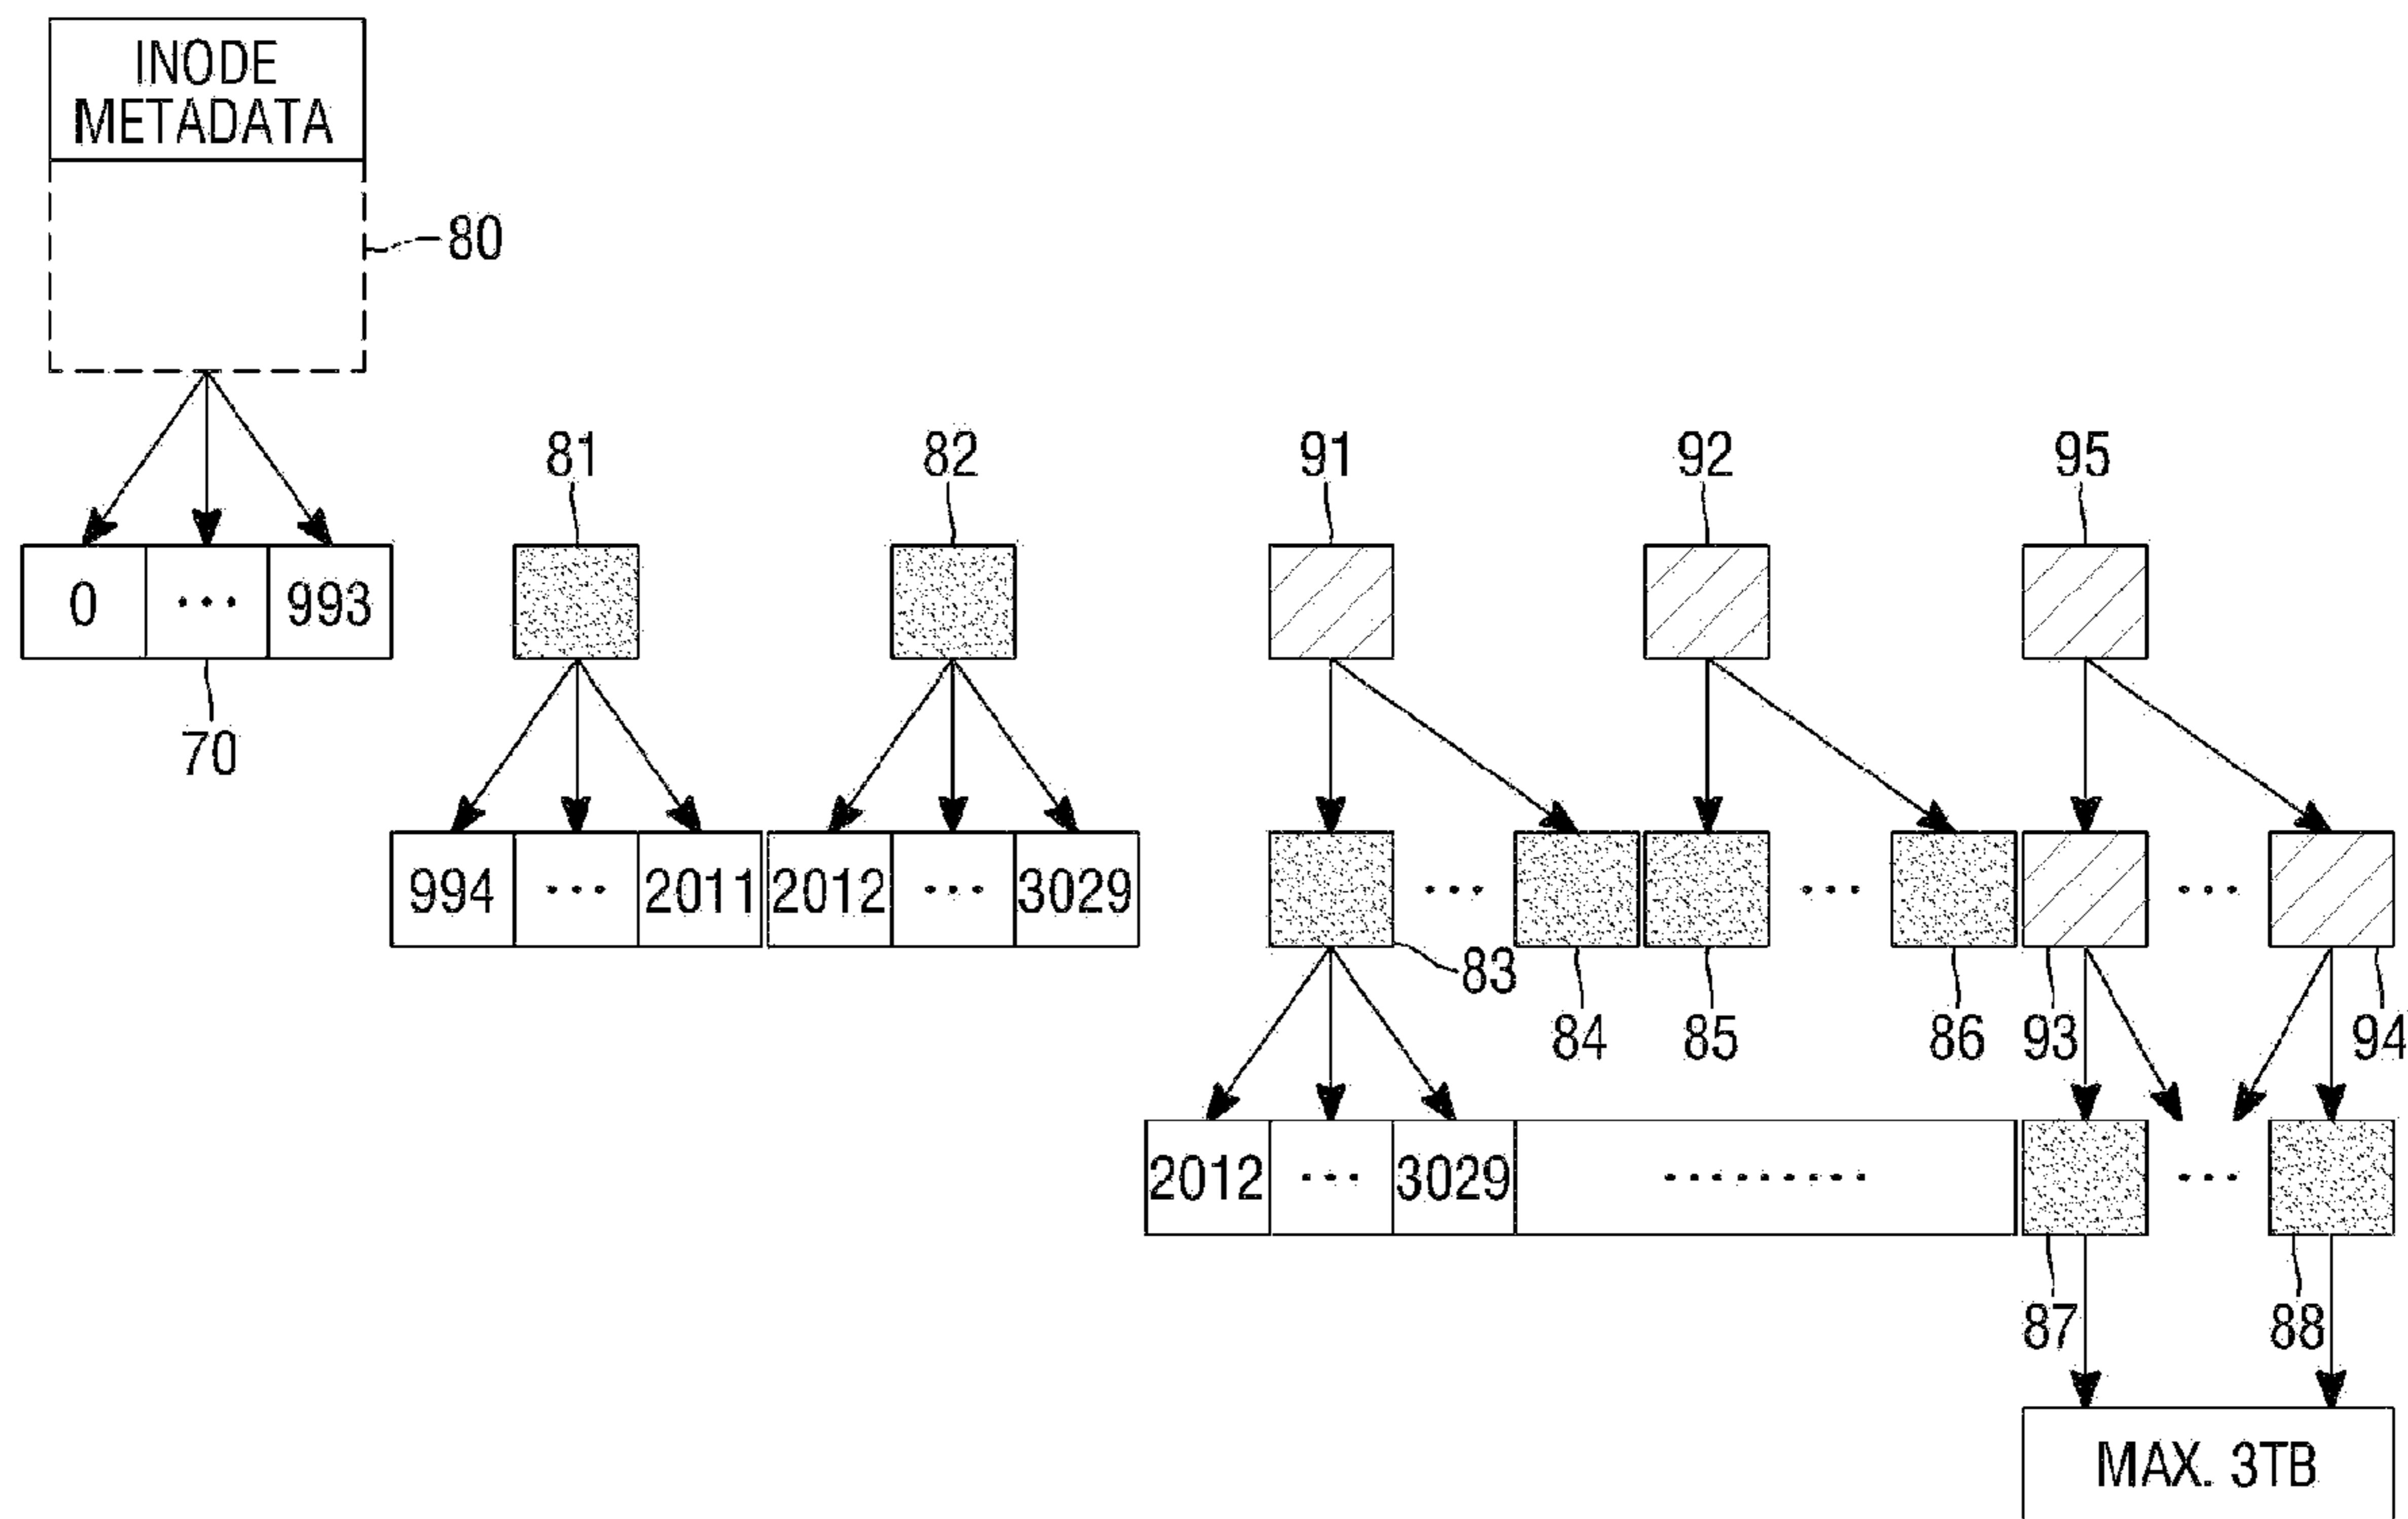 INODE
METADATA
80
81 82 91 92 95
0 ... 993
70
994 ... 2011 2012 ... 3029 ... ... ...
83
84 85 86 93 94
2012 ... 3029 ......... ...
87 88
MAX. 3TB